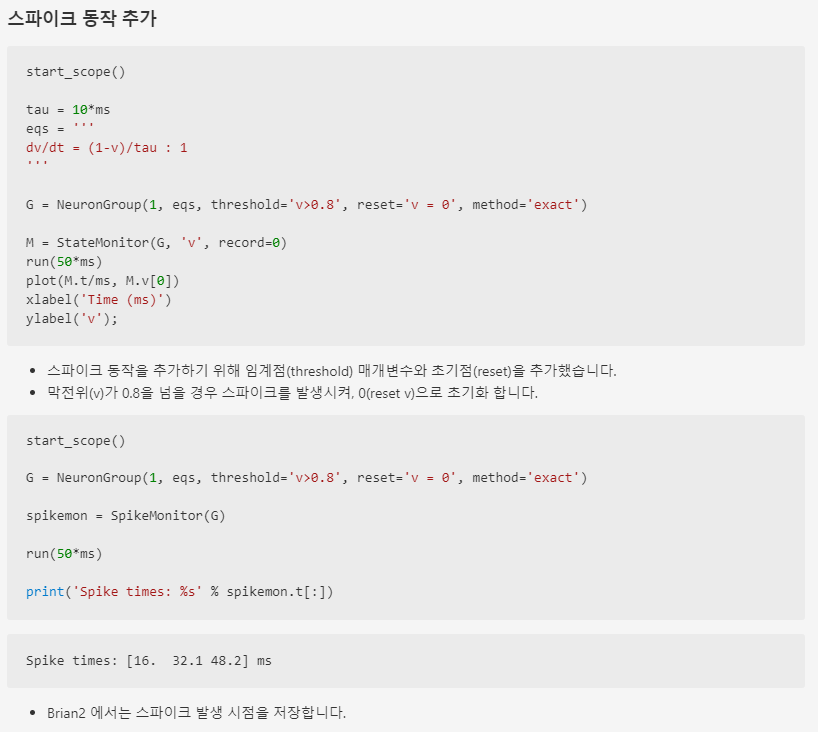 스파이크 동작 추가
start_scope()
tau = 10*ms
eqs = '''
dv/dt = (1-v)/tau : 1
'''
G = NeuronGroup(1, eqs, threshold='v>0.8', reset='v = 0', method='exact')
M = StateMonitor(G, 'v', record=0)
run(50*ms)
plot(M.t/ms, M.v[0])
xlabel('Time (ms)')
ylabel('v');
• 스파이크 동작을 추가하기 위해 임계점(threshold) 매개변수와 초기점(reset)을 추가했습니다.
• 막전위(v)가 0.8을 넘을 경우 스파이크를 발생시켜, 0(reset v)으로 초기화 합니다.
start_scope()
G = NeuronGroup(1, eqs, threshold='v>0.8', reset='v = 0', method='exact')
spikemon = SpikeMonitor(G)
run(50*ms)
print('Spike times: %s' % spikemon.t[:])
Spike times: [16.  32.1 48.2] ms
• Brian2 에서는 스파이크 발생 시점을 저장합니다.